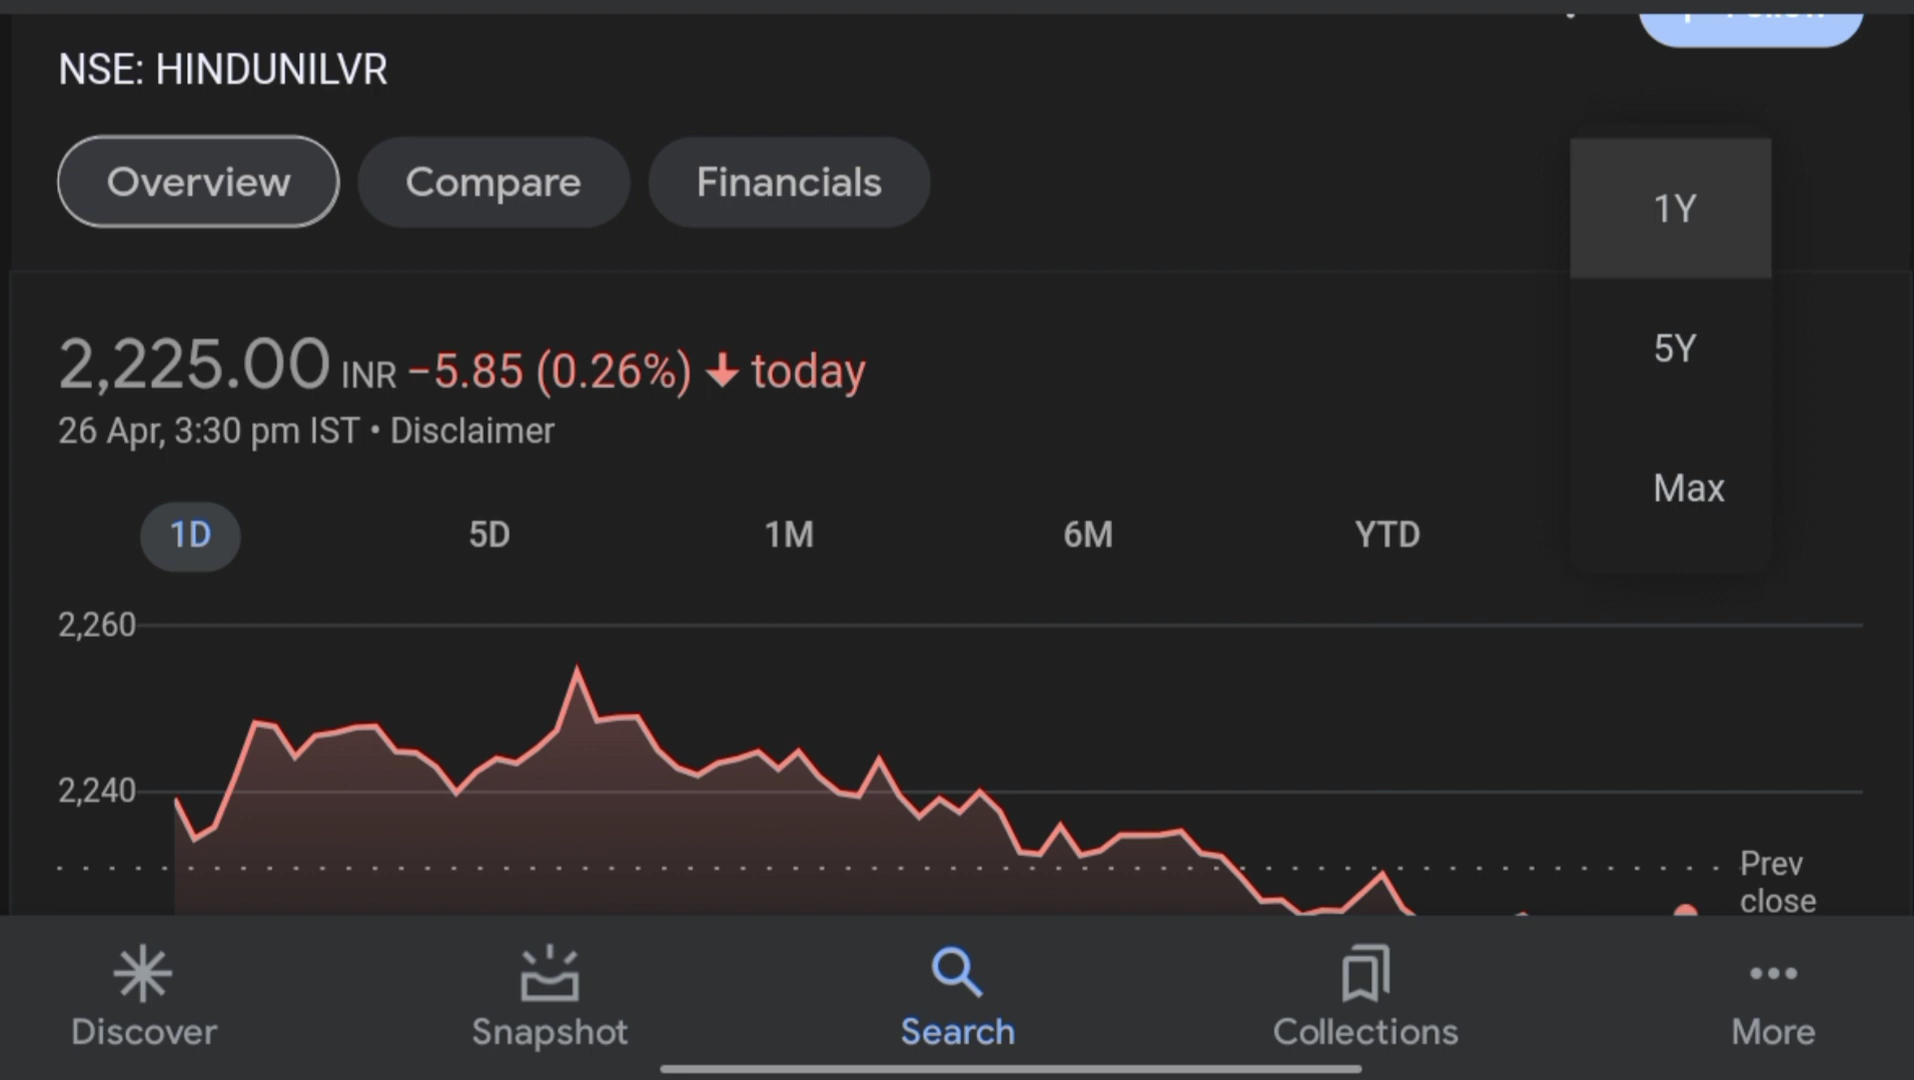 NSE: HINDUNILVR
Overview Compare Financials
1Y
5Y
Max
2,225.00 INR −5.85 (0.26%) ↓ today
26 Apr, 3:30 pm IST • Disclaimer
1D 5D 1M 6M YTD
2,260
2,240
Prev
close
Discover Snapshot Search Collections More